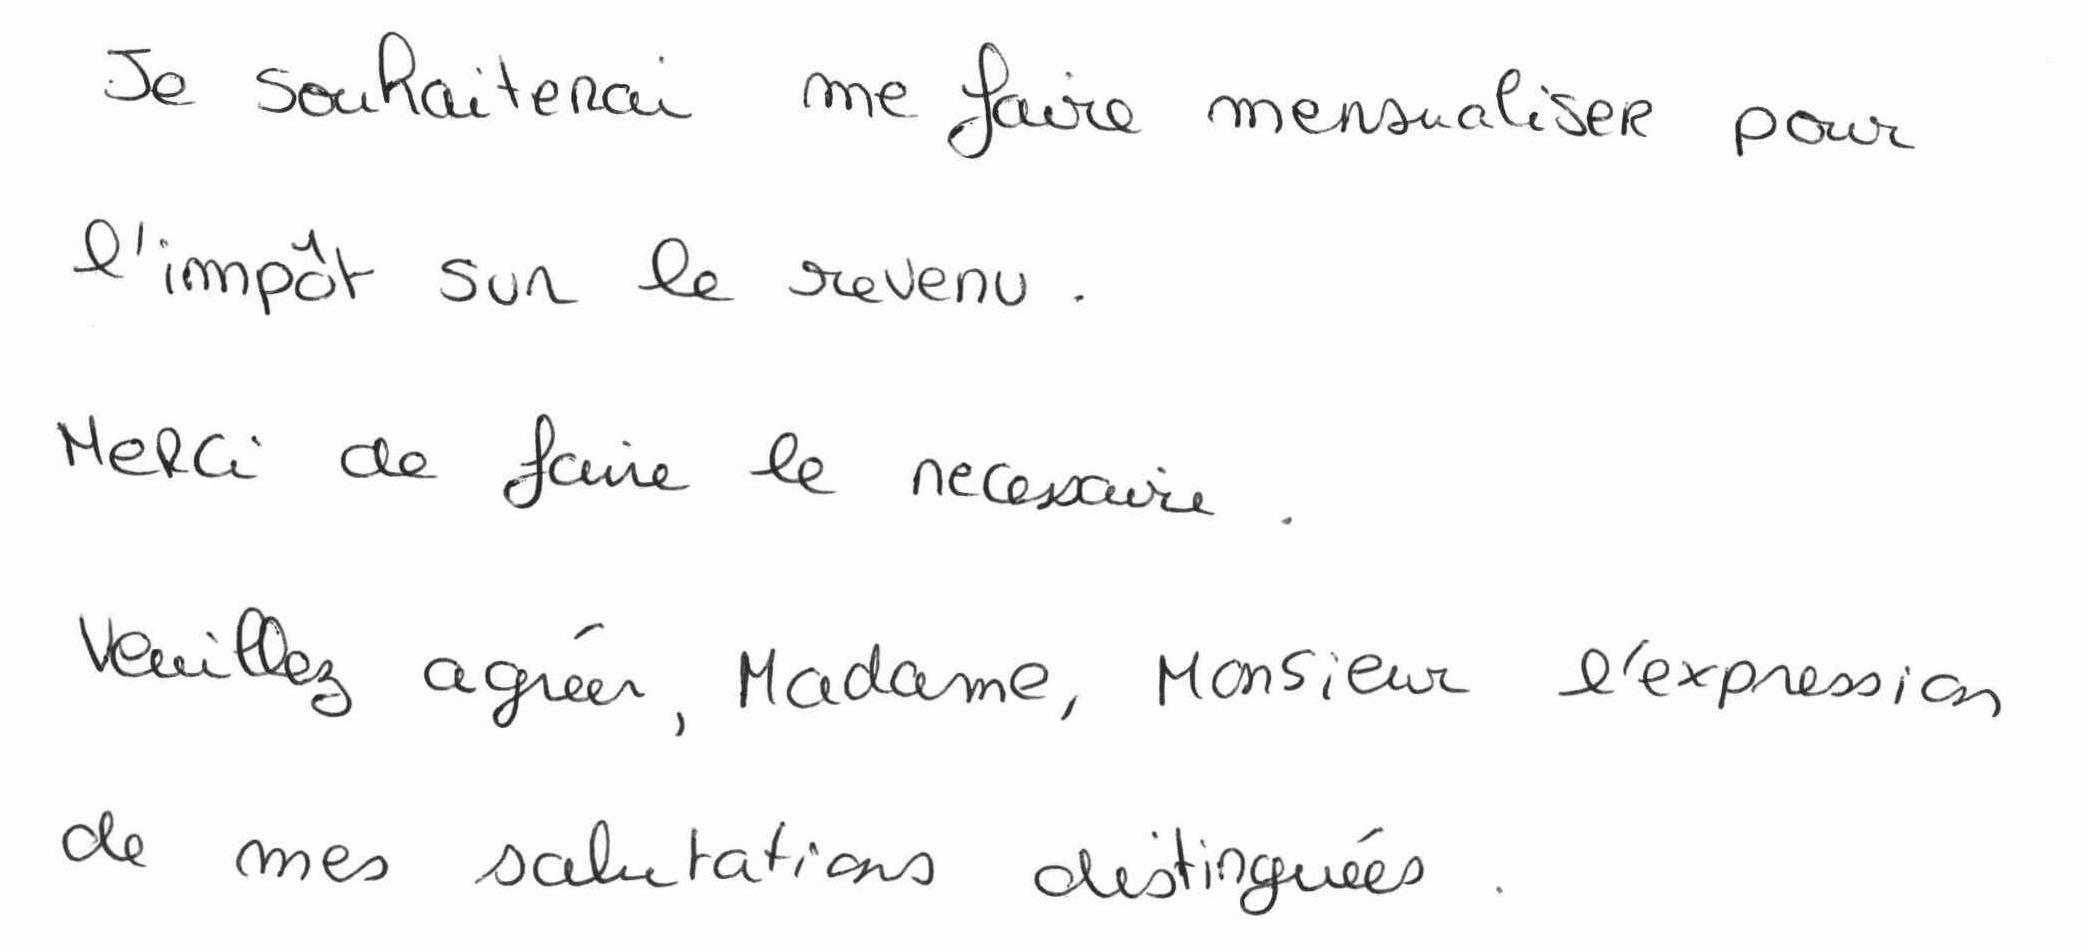 Je souhaiterai me faire mensualiser pour
l'impôt sur le revenu.
Merci de faire le necessaire.
Veuillez agréer, Madame, Monsieur l'expression
de mes salutations distinguées.